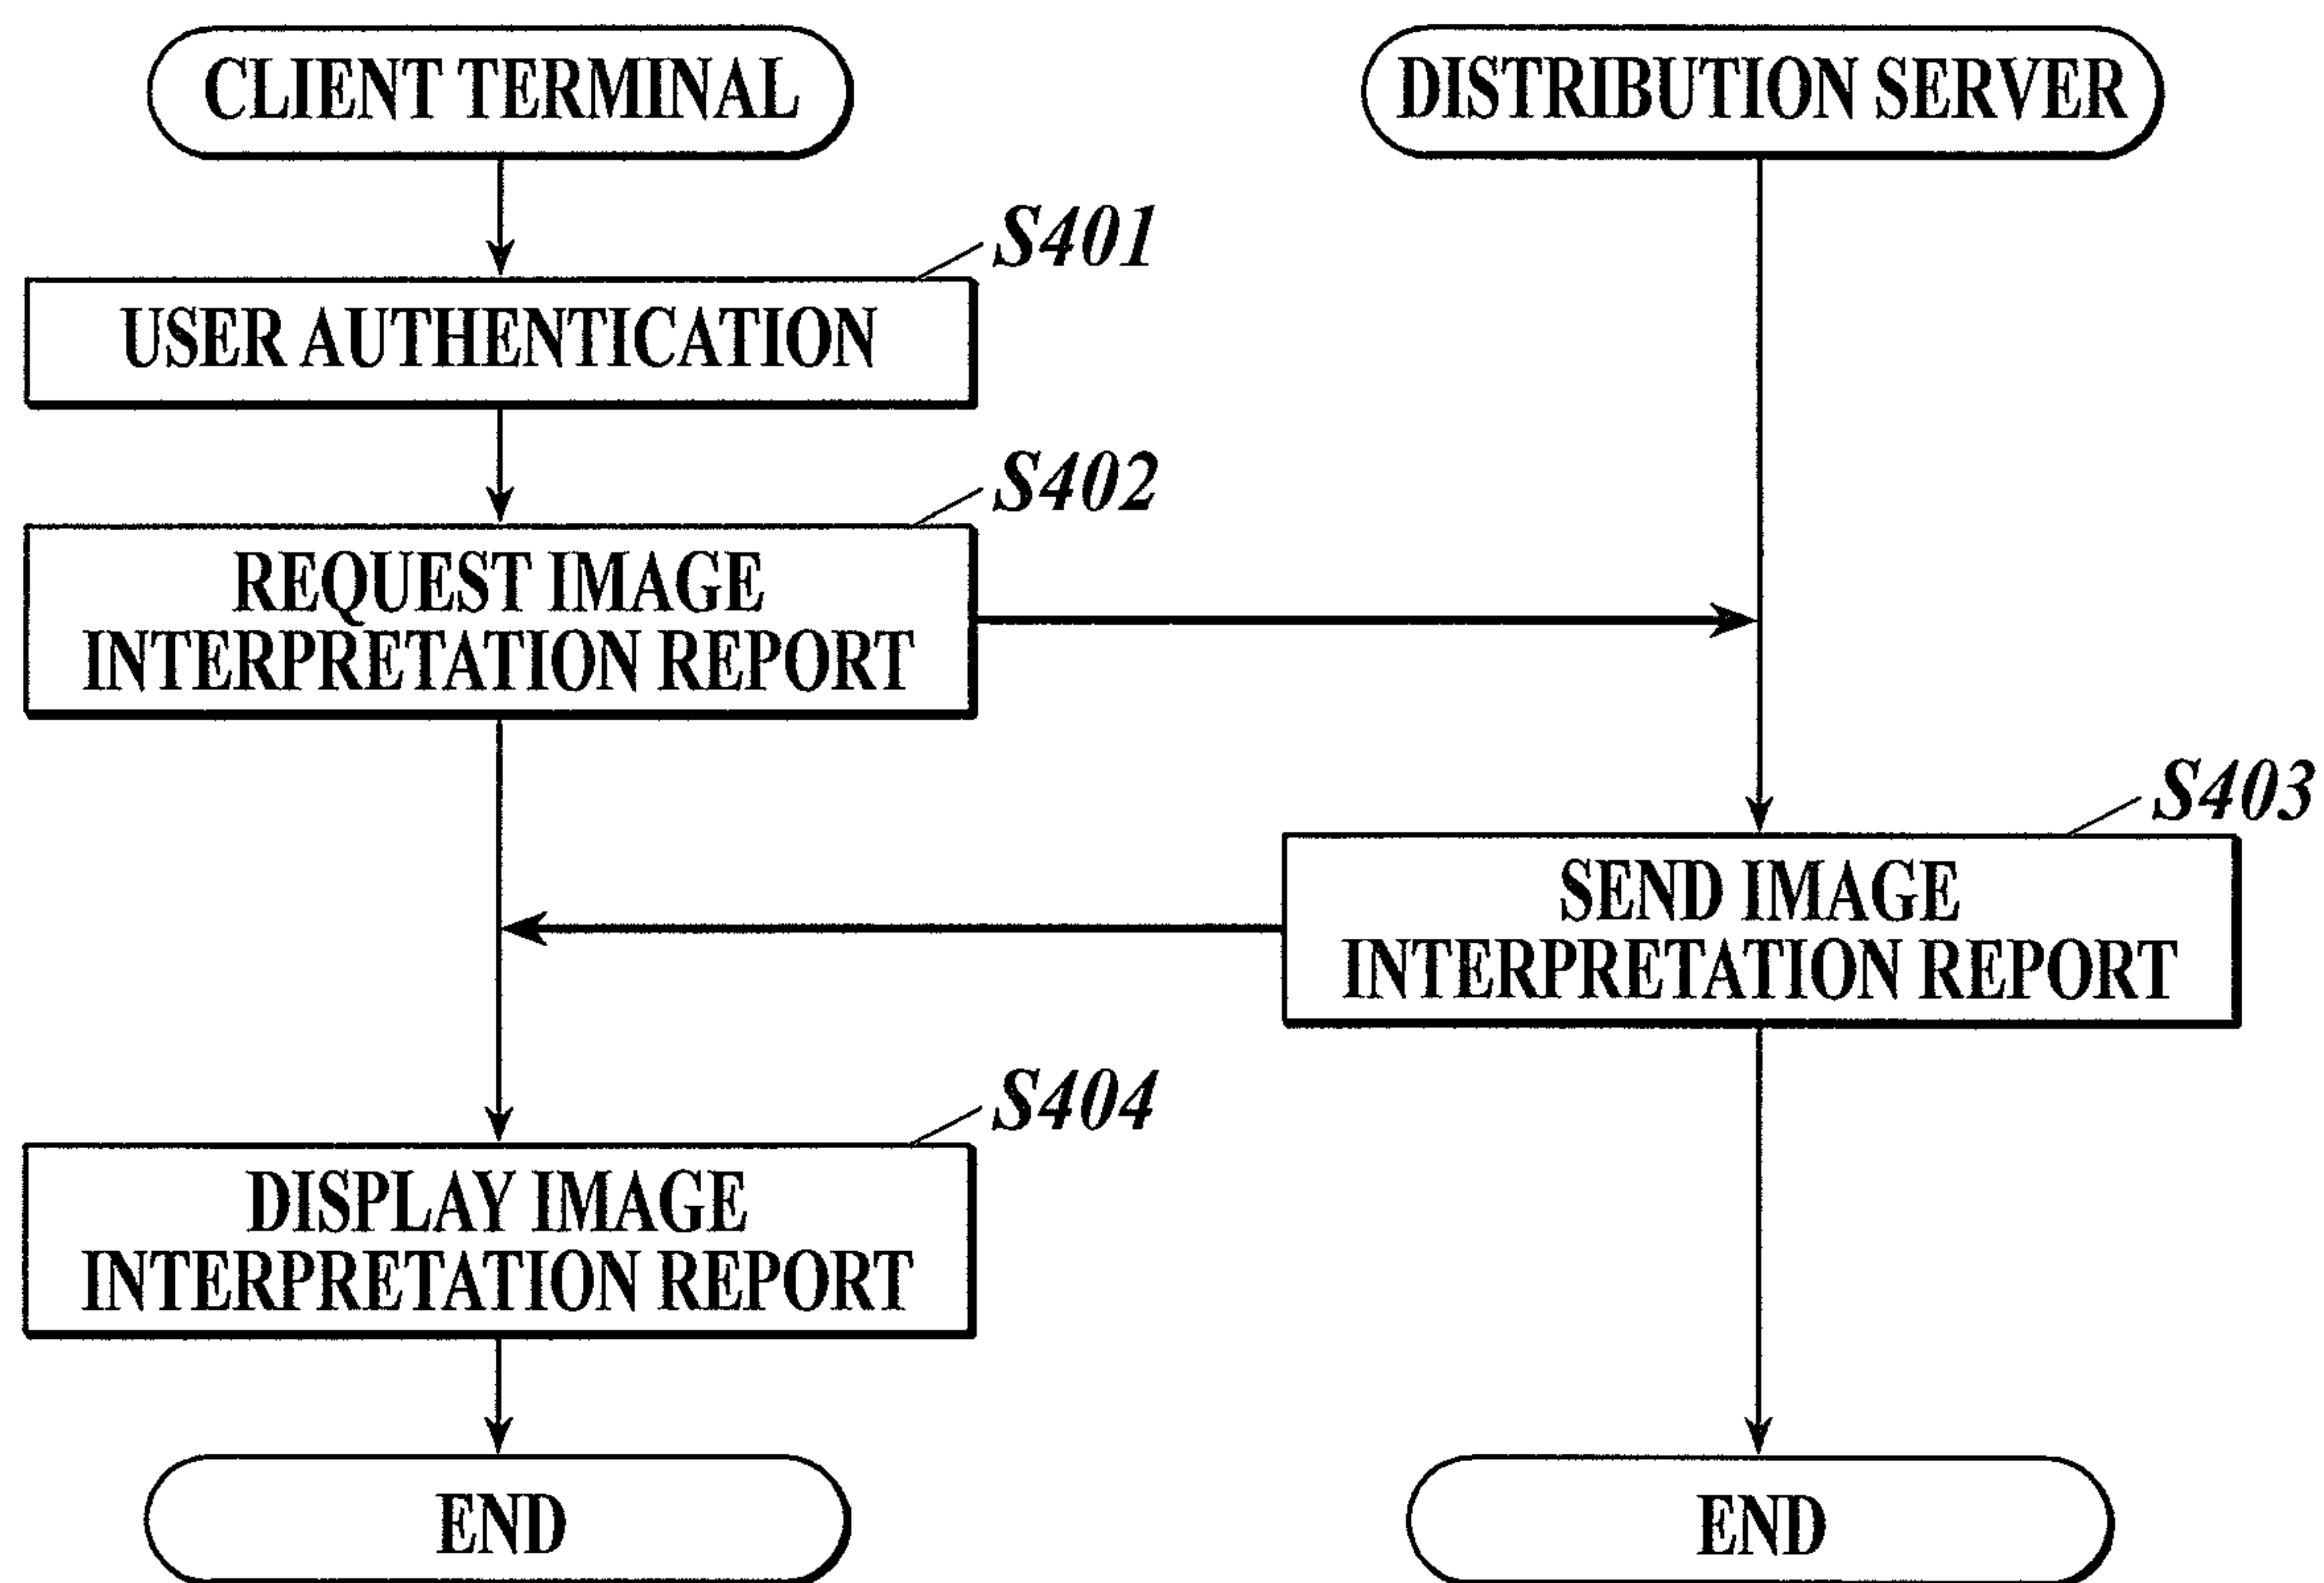 CLIENT TERMINAL
DISTRIBUTION SERVER
S401
USER AUTHENTICATION
S402
REQUEST IMAGE
INTERPRETATION REPORT
S403
SEND IMAGE
INTERPRETATION REPORT
S404
DISPLAY IMAGE
INTERPRETATION REPORT
END
END